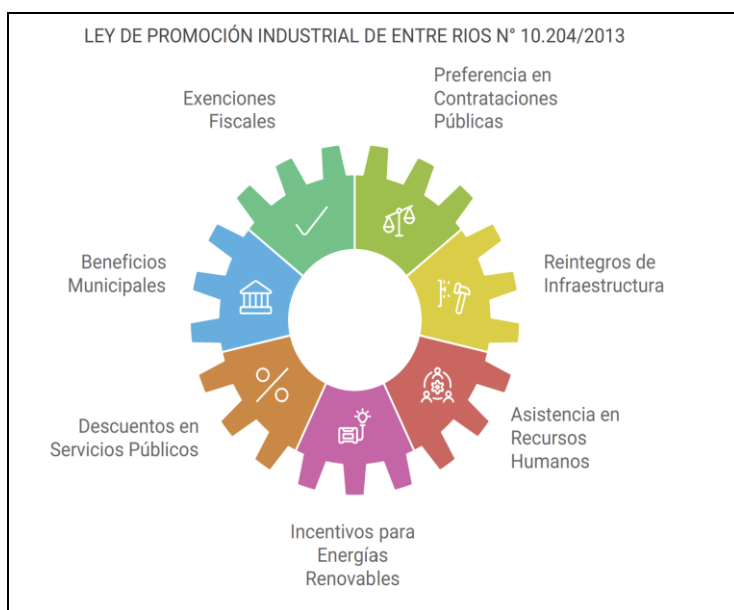 LEY DE PROMOCIÓN INDUSTRIAL DE ENTRE RIOS N° 10.204/2013
Exenciones
Fiscales
Preferencia en
Contrataciones
Públicas
Beneficios
Municipales
Reintegros de
Infraestructura
Descuentos en
Servicios Públicos
Asistencia en
Recursos
Humanos
Incentivos para
Energías
Renovables